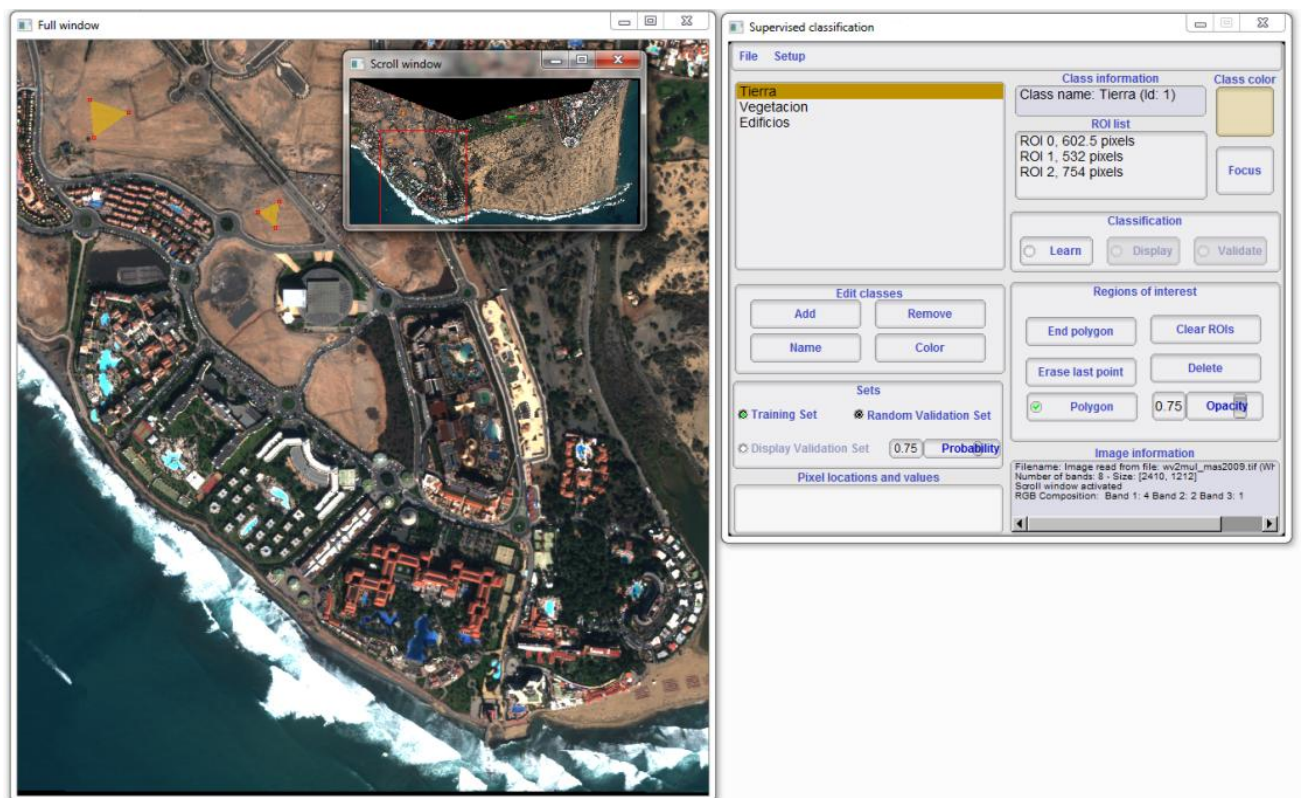 Full window
Scroll window
Supervised classification
File Setup
Tierra
Vegetacion
Edificios
Class information
Class name: Tierra (Id: 1)
Class color
ROI list
ROI 0, 602.5 pixels
ROI 1, 532 pixels
ROI 2, 754 pixels
Focus
Classification
Learn Display Validate
Edit classes
Add Remove
Name Color
Sets
Training Set Random Validation Set
Display Validation Set 0.75 Probability
Pixel locations and values
Regions of interest
End polygon Clear ROIs
Erase last point Delete
Polygon 0.75 Opacity
Image information
Filename: Image read from file: wv2mul_mas2009.tif (Wh
Number of bands: 8 - Size: [2410, 1212]
Scroll window activated
RGB Composition: Band 1: 4 Band 2: 2 Band 3: 1